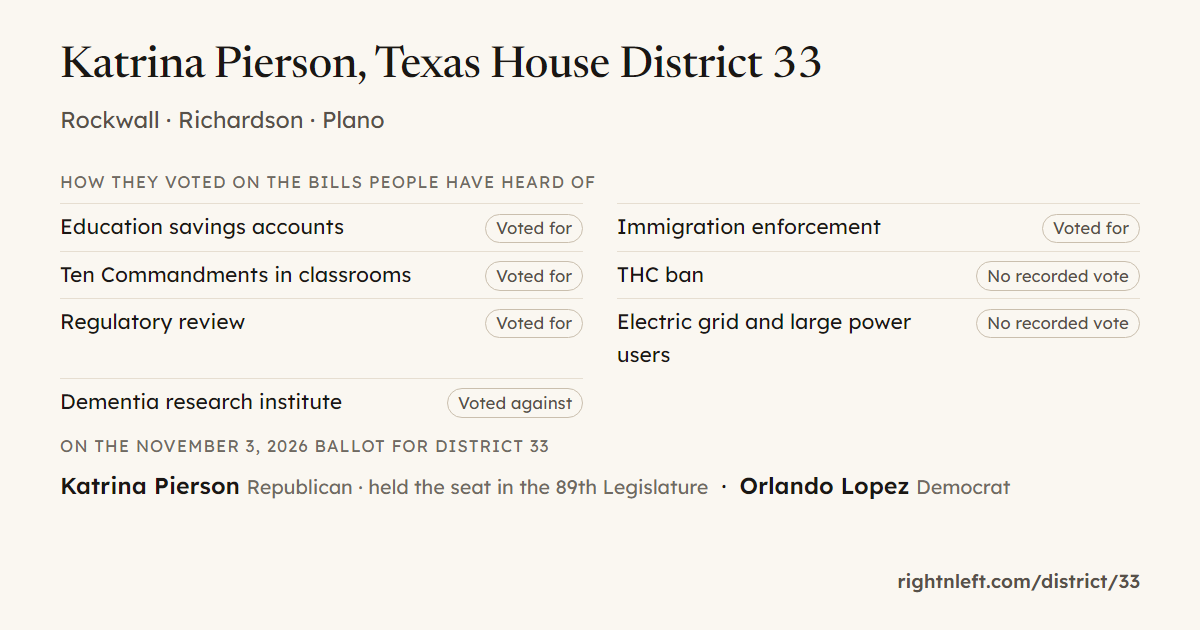 Katrina Pierson, Texas House District 33
Rockwall · Richardson · Plano
HOW THEY VOTED ON THE BILLS PEOPLE HAVE HEARD OF
Education savings accounts Voted for
Immigration enforcement Voted for
Ten Commandments in classrooms Voted for
THC ban No recorded vote
Regulatory review Voted for
Electric grid and large power No recorded vote
users
Dementia research institute Voted against
ON THE NOVEMBER 3, 2026 BALLOT FOR DISTRICT 33
Katrina Pierson Republican · held the seat in the 89th Legislature · Orlando Lopez Democrat
rightnleft.com/district/33